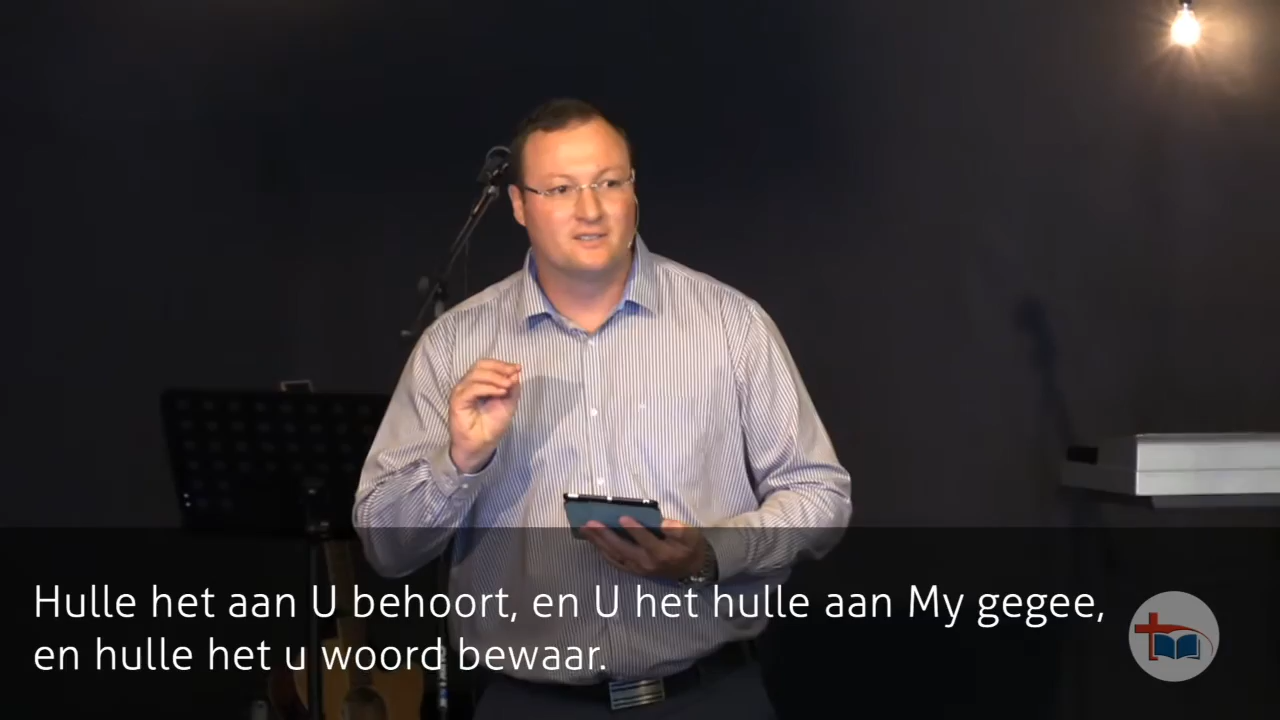 Hulle het aan U behoort, en U het hulle aan My gegee,
en hulle het u woord bewaar.